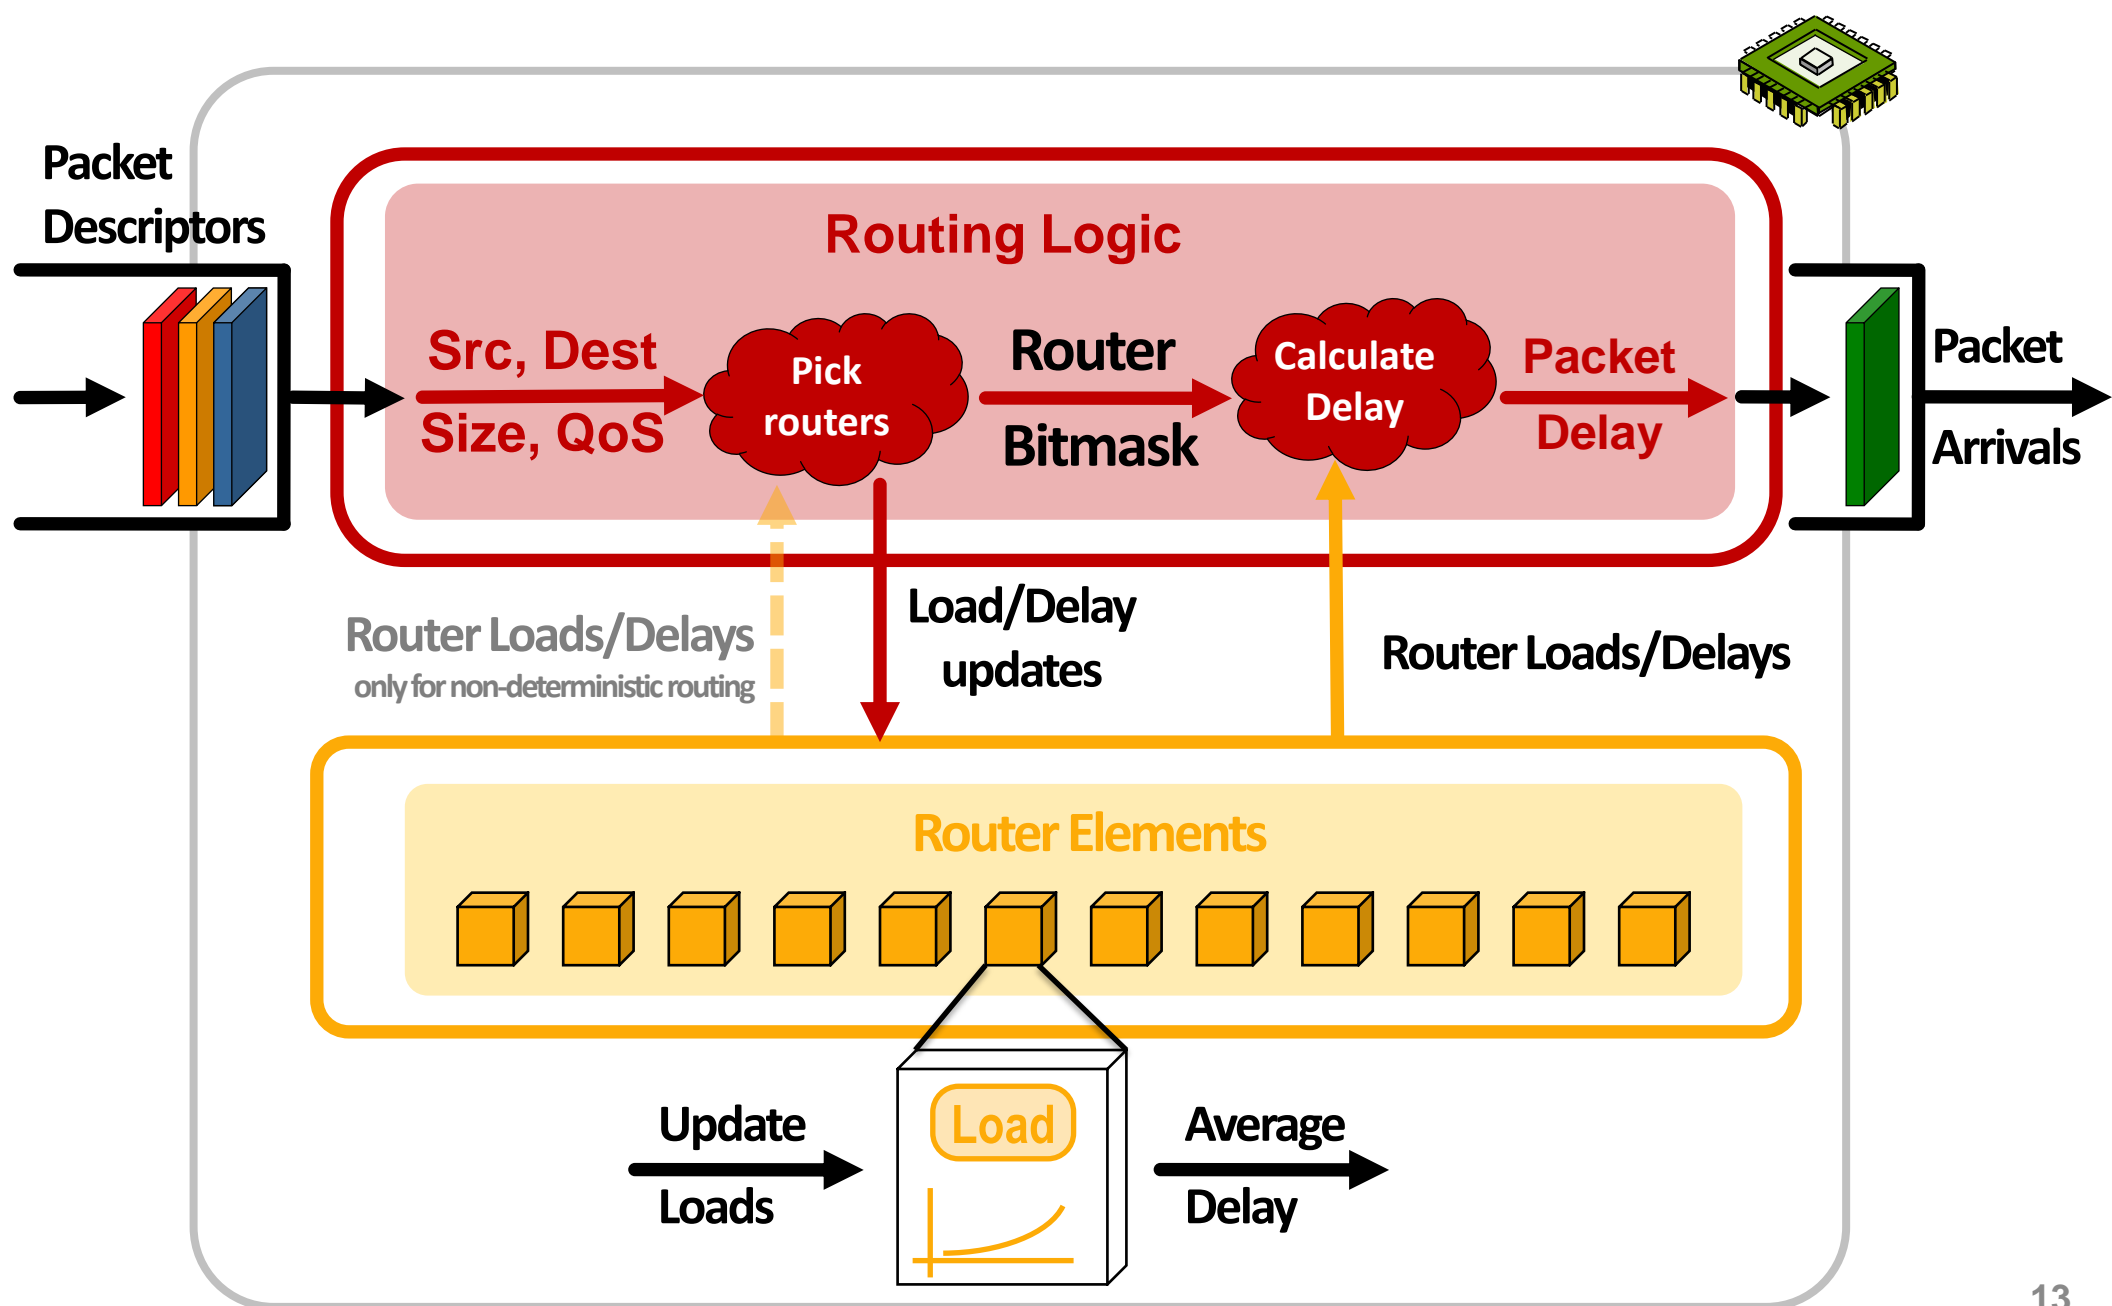 Packet
Descriptors
Routing Logic
Src, Dest
Size, QoS
Pick
routers
Router
Bitmask
Calculate
Delay
Packet
Delay
Packet
Arrivals
Router Loads/Delays
only for non-deterministic routing
Load/Delay
updates
Router Loads/Delays
Router Elements
Update
Loads
Load
Average
Delay
13